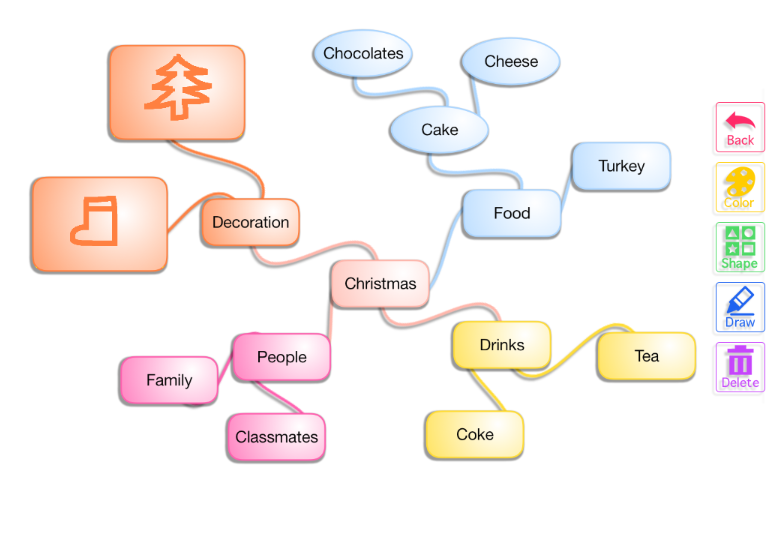 Chocolates
Cheese
Cake
Turkey
Food
Decoration
Christmas
Drinks
Tea
Coke
People
Family
Classmates
Back
Color
Shape
Draw
Delete